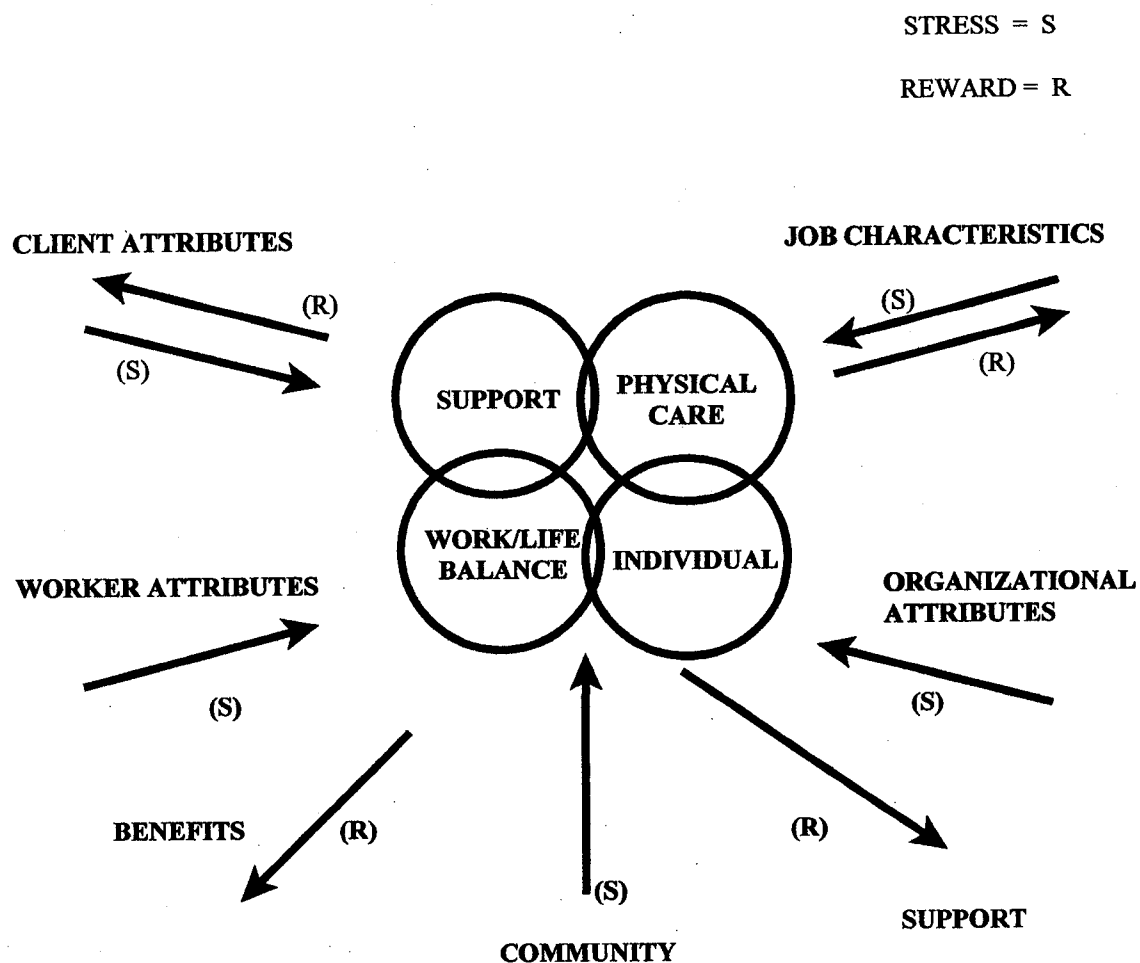 STRESS = S
REWARD = R
CLIENT ATTRIBUTES
JOB CHARACTERISTICS
(R)
(S)
(S)
(R)
SUPPORT
PHYSICAL
CARE
WORK/LIFE
BALANCE
INDIVIDUAL
WORKER ATTRIBUTES
ORGANIZATIONAL
ATTRIBUTES
(S)
(S)
BENEFITS
(R)
(R)
(S)
SUPPORT
COMMUNITY